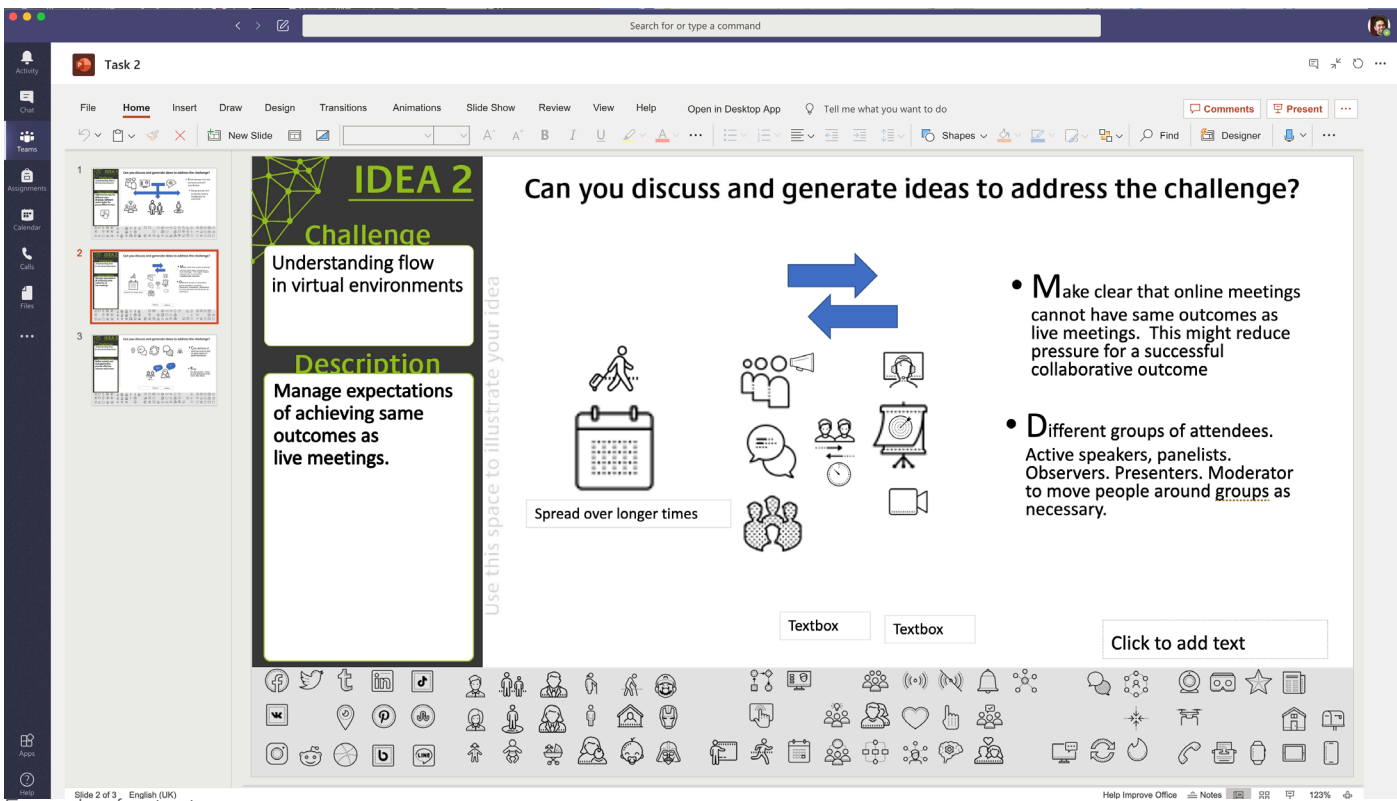 Search for or type a command
Activity
Chat
Teams
Assignments
Calendar
Calls
Files
Apps
Help
Task 2
File Home Insert Draw Design Transitions Animations Slide Show Review View Help Open in Desktop App Tell me what you want to do Comments Present
New Slide A A B I U A Shapes Find Designer
1
2
3
IDEA 2
Challenge
Understanding flow
in virtual environments
Description
Manage expectations
of achieving same
outcomes as
live meetings.
Use this space to illustrate your idea
Can you discuss and generate ideas to address the challenge?
Spread over longer times
• Make clear that online meetings
cannot have same outcomes as
live meetings. This might reduce
pressure for a successful
collaborative outcome
• Different groups of attendees.
Active speakers, panelists.
Observers. Presenters. Moderator
to move people around groups as
necessary.
Textbox
Textbox
Click to add text
LINE
Slide 2 of 3 English (UK)
Help Improve Office Notes 123%